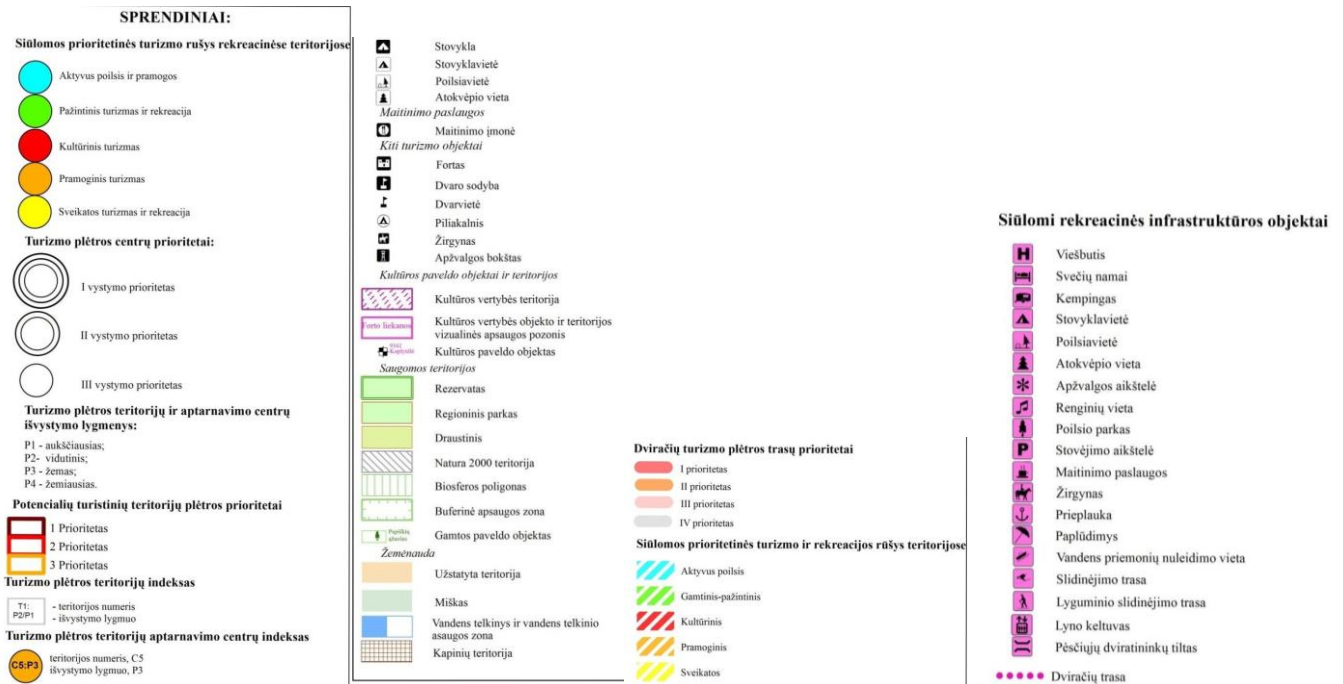 SPRENDINIAI:
Siūlomos prioritetinės turizmo rušys rekreacinėse teritorijose
Aktyvus poilsis ir pramogos
Pažintinis turizmas ir rekreacija
Kultūrinis turizmas
Pramoginis turizmas
Sveikatos turizmas ir rekreacija
Turizmo plėtros centrų prioritetai:
I vystymo prioritetas
II vystymo prioritetas
III vystymo prioritetas
Turizmo plėtros teritorijų ir aptarnavimo centrų
išvystymo lygmenys:
P1 - aukščiausias;
P2- vidutinis;
P3 - žemas;
P4 - žemiausias.
Potencialių turistinių teritorijų plėtros prioritetai
1 Prioritetas
2 Prioritetas
3 Prioritetas
Turizmo plėtros teritorijų indeksas
T1: - teritorijos numeris
P2/P1 - išvystymo lygmuo
Turizmo plėtros teritorijų aptarnavimo centrų indeksas
C5:P3
teritorijos numeris, C5
išvystymo lygmuo, P3
Stovykla
Stovyklavietė
Poilsiavietė
Atokvėpio vieta
Maitinimo paslaugos
Maitinimo įmonė
Kiti turizmo objektai
Fortas
Dvaro sodyba
Dvarvietė
Piliakalnis
Žirgynas
Apžvalgos bokštas
Kultūros paveldo objektai ir teritorijos
Kultūros vertybės teritorija
Forto liekanos
Kultūros vertybės objekto ir teritorijos
vizualinės apsaugos pozonis
Kultūros paveldo objektas
Saugomos teritorijos
Rezervatas
Regioninis parkas
Draustinis
Natura 2000 teritorija
Biosferos poligonas
Buferinė apsaugos zona
Gamtos paveldo objektas
Žemėnauda
Užstatyta teritorija
Miškas
Vandens telkinys ir vandens telkinio
asaugos zona
Kapinių teritorija
Dviračių turizmo plėtros trasų prioritetai
I prioritetas
II prioritetas
III prioritetas
IV prioritetas
Siūlomos prioritetinės turizmo ir rekreacijos rūšys teritorijose
Aktyvus poilsis
Gamtinis-pažintinis
Kultūrinis
Pramoginis
Sveikatos
Siūlomi rekreacinės infrastruktūros objektai
H Viešbutis
Svečių namai
Kempingas
Stovyklavietė
Poilsiavietė
Atokvėpio vieta
Apžvalgos aikštelė
Renginių vieta
Poilsio parkas
P Stovėjimo aikštelė
Maitinimo paslaugos
Žirgynas
Prieplauka
Paplūdimys
Vandens priemonių nuleidimo vieta
Slidinėjimo trasa
Lyguminio slidinėjimo trasa
Lyno keltuvas
Pėsčiųjų dviratininkų tiltas
Dviračių trasa